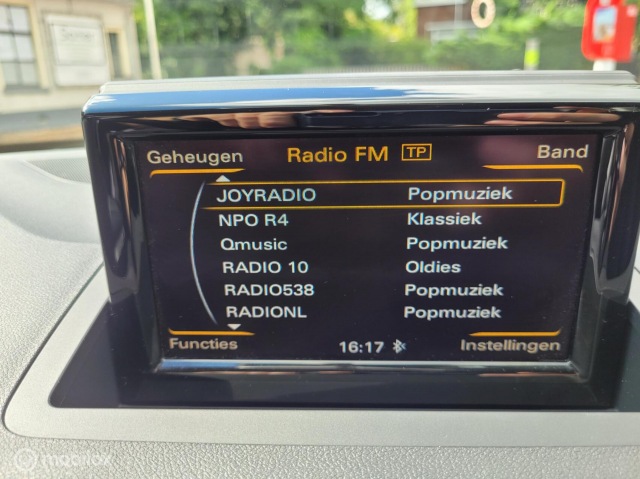 Geheugen Radio FM TP Band
JOYRADIO Popmuziek
NPO R4 Klassiek
Qmusic Popmuziek
RADIO 10 Oldies
RADIO538 Popmuziek
RADIONL Popmuziek
Functies 16:17 Instellingen
mobilox